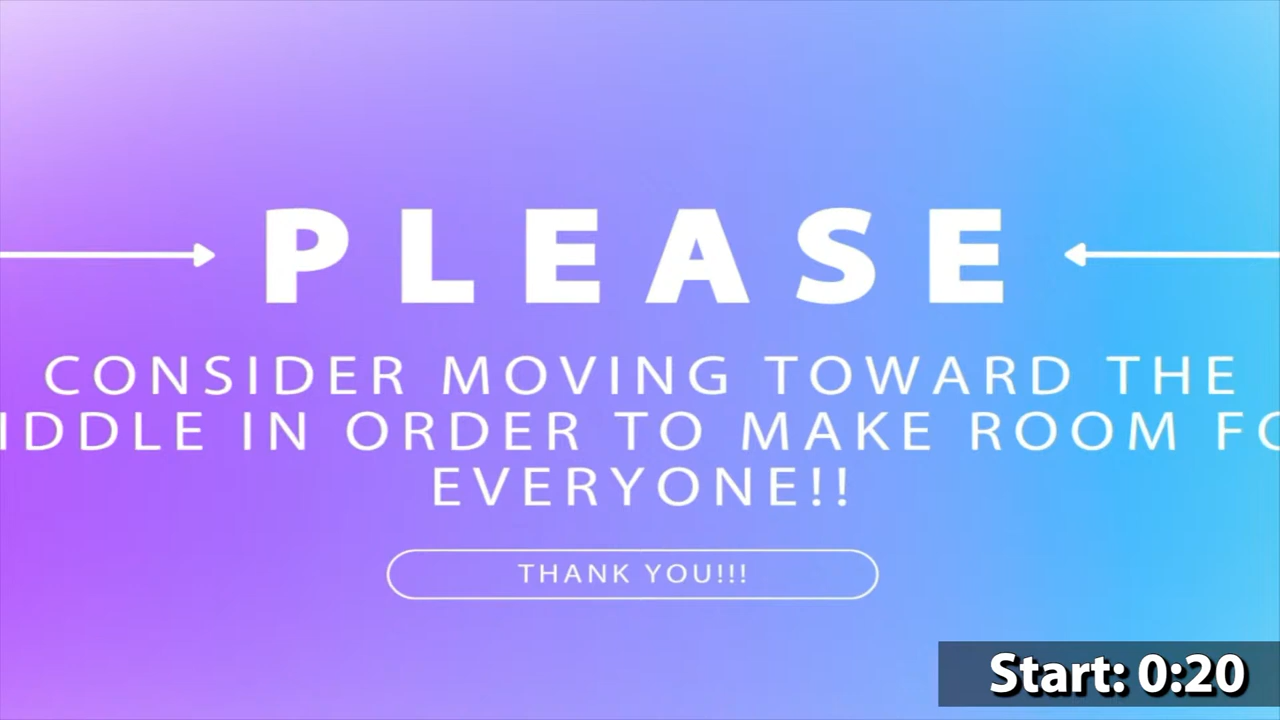 PLEASE
CONSIDER MOVING TOWARD THE
IDDLE IN ORDER TO MAKE ROOM FO
EVERYONE!!
THANK YOU!!!
Start: 0:20